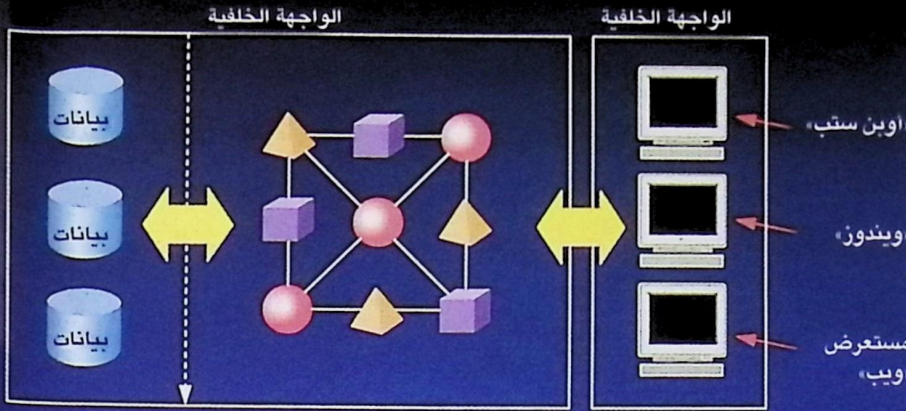 الواجهة الخلفية
الواجهة الخلفية
بيانات
بيانات
بيانات
«اوبن ستب»
«ويندوز»
مستعرض
«ويب»